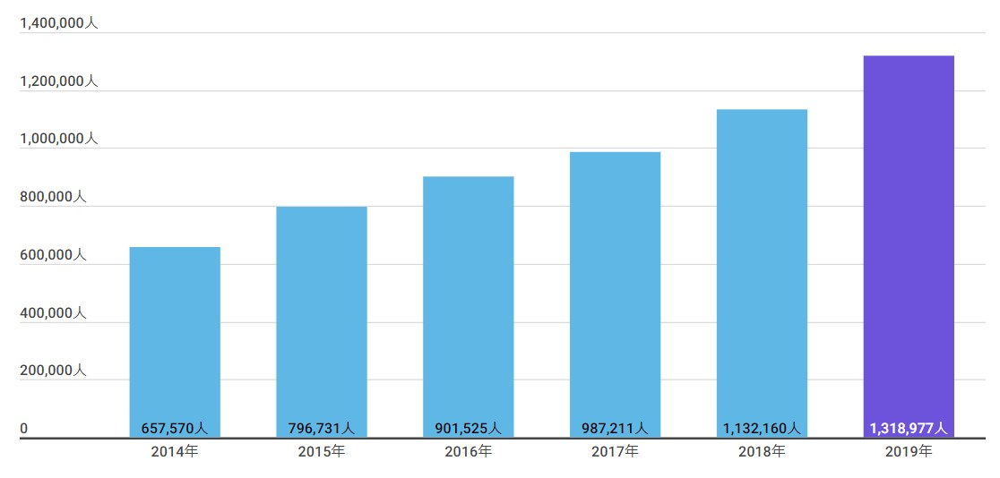 1,400,000人
1,200,000人
1,000,000人
800,000人
600,000人
400,000人
200,000人
0
657,570人 796,731人 901,525人 987,211人 1,132,160人 1,318,977人
2014年 2015年 2016年 2017年 2018年 2019年